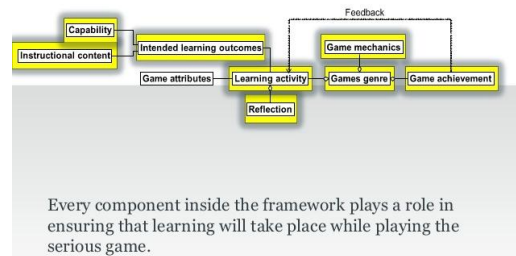 Feedback
Capability
Game mechanics
Intended learning outcomes
Instructional content
Game attributes
Learning activity
Games genre
Game achievement
Reflection
Every component inside the framework plays a role in
ensuring that learning will take place while playing the
serious game.